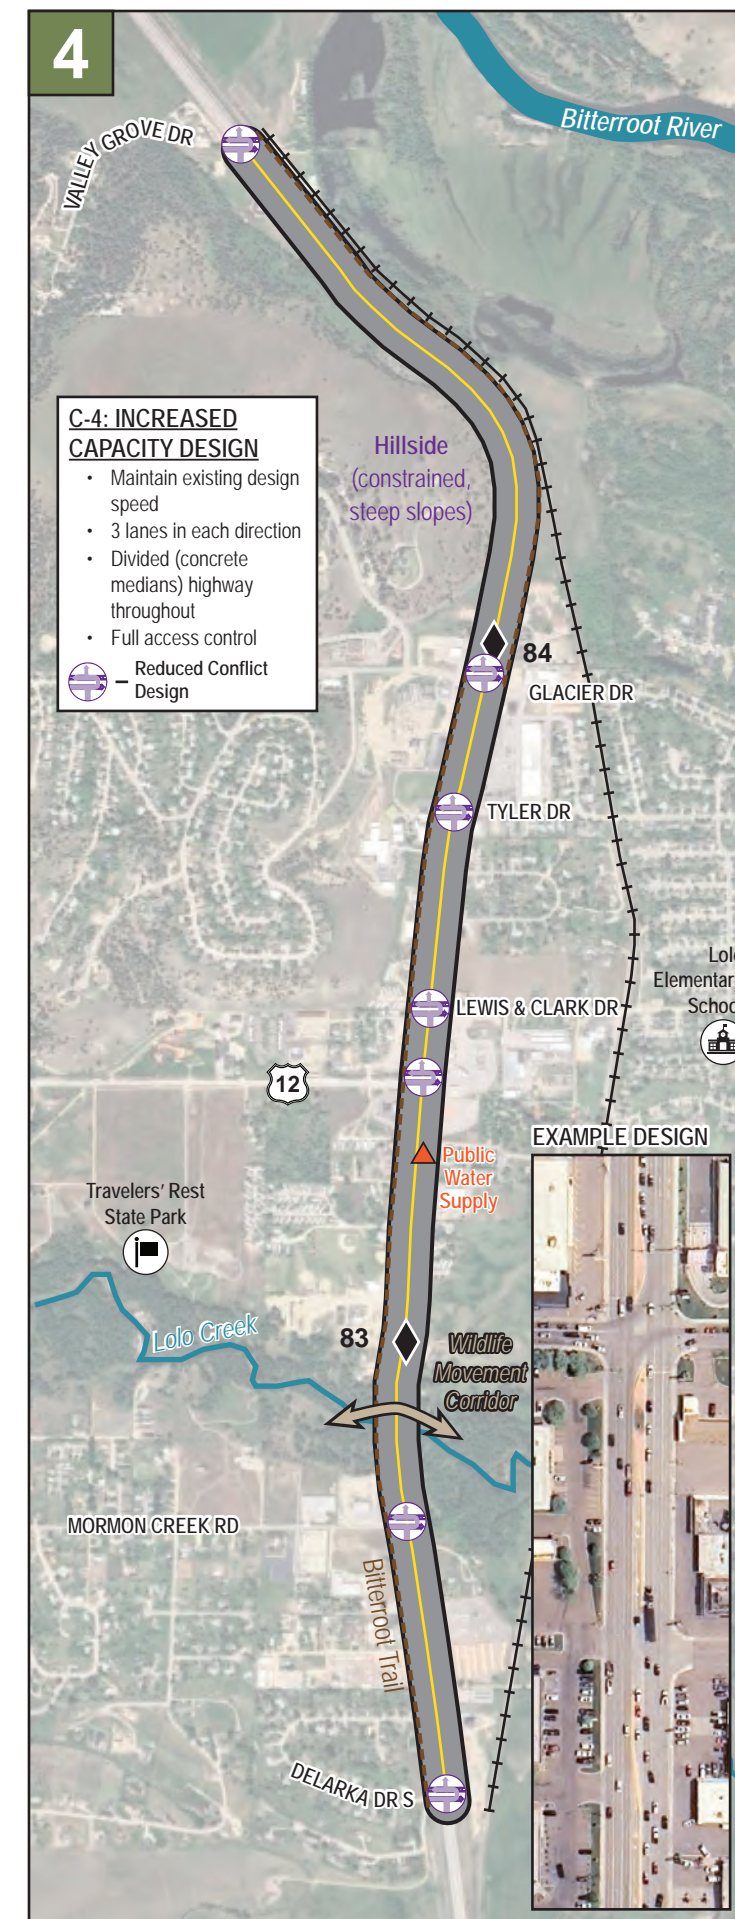 4
Bitterroot River
VALLEY GROVE DR
C-4: INCREASED
CAPACITY DESIGN
• Maintain existing design
speed
• 3 lanes in each direction
• Divided (concrete
medians) highway
throughout
• Full access control
– Reduced Conflict
Design
Hillside
(constrained,
steep slopes)
84
GLACIER DR
TYLER DR
Lol
Elementar
Schoo
LEWIS & CLARK DR
12
EXAMPLE DESIGN
Public
Water
Supply
Travelers' Rest
State Park
Lolo Creek
83
Wildlife
Movement
Corridor
MORMON CREEK RD
Bitterroot Trail
DELARKA DR S